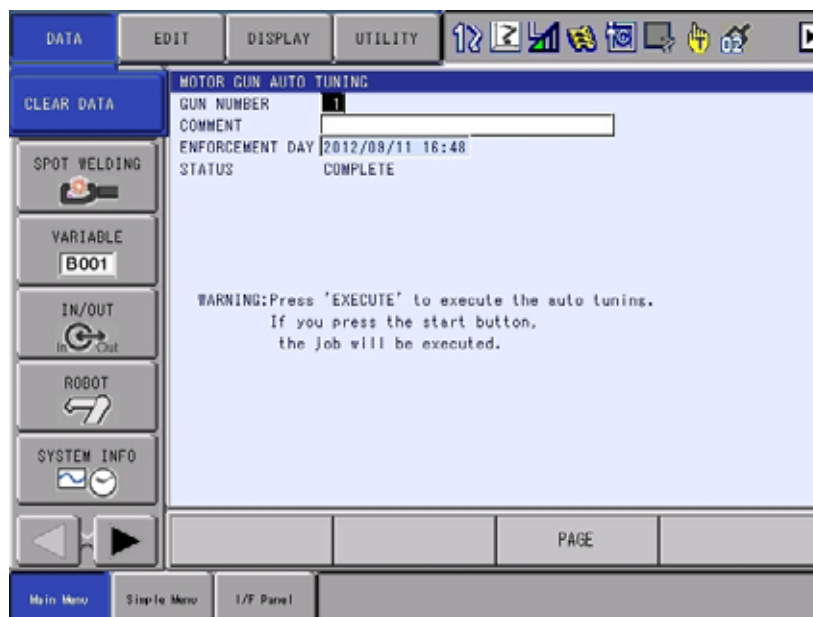 DATA
EDIT
DISPLAY
UTILITY
CLEAR DATA
MOTOR GUN AUTO TUNING
GUN NUMBER 1
COMMENT
ENFORCEMENT DAY 2012/09/11 16:48
STATUS COMPLETE
SPOT WELDING
VARIABLE
B001
IN/OUT
In Out
ROBOT
SYSTEM INFO
WARNING:Press 'EXECUTE' to execute the auto tuning.
If you press the start button,
the job will be executed.
PAGE
Main Menu
Simple Menu
I/F Panel